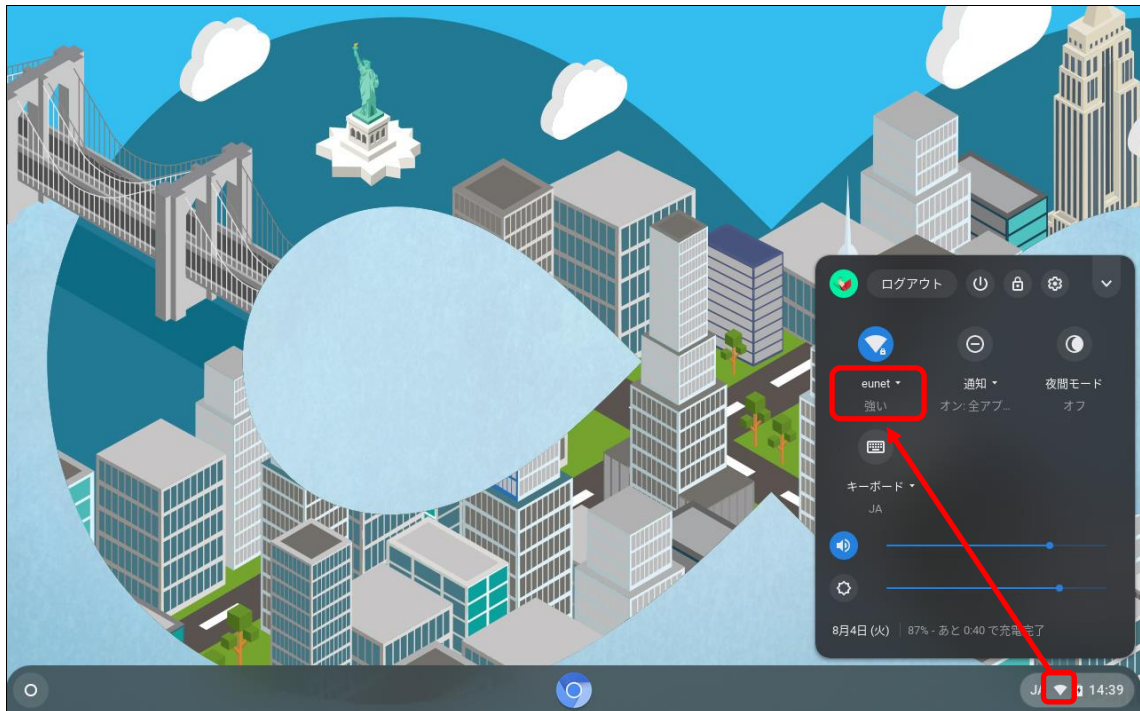 ログアウト
eunet
強い
通知
オン: 全アプ...
夜間モード
オフ
キーボード
JA
8月4日 (火)
87% - あと 0:40 で充電完了
JA
14:39